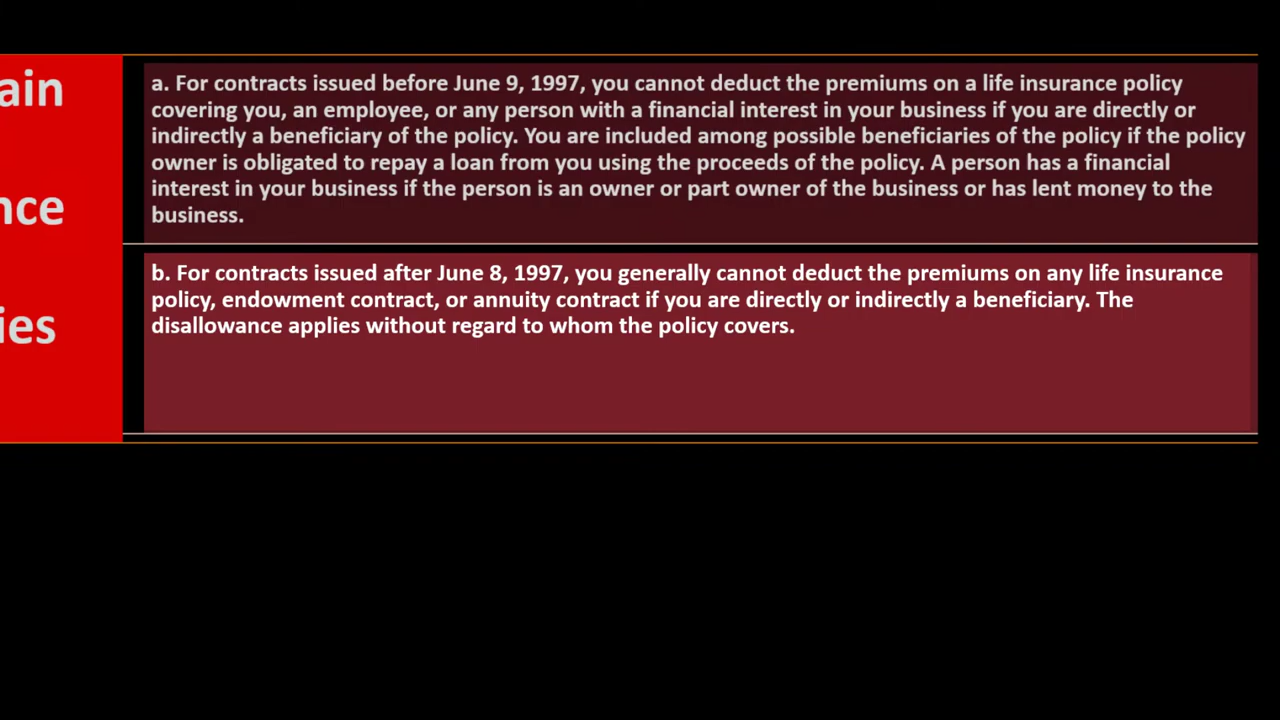 ain
nce
ies
a. For contracts issued before June 9, 1997, you cannot deduct the premiums on a life insurance policy
covering you, an employee, or any person with a financial interest in your business if you are directly or
indirectly a beneficiary of the policy. You are included among possible beneficiaries of the policy if the policy
owner is obligated to repay a loan from you using the proceeds of the policy. A person has a financial
interest in your business if the person is an owner or part owner of the business or has lent money to the
business.
b. For contracts issued after June 8, 1997, you generally cannot deduct the premiums on any life insurance
policy, endowment contract, or annuity contract if you are directly or indirectly a beneficiary. The
disallowance applies without regard to whom the policy covers.